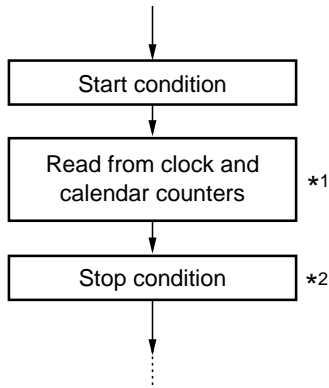 Start condition
Read from clock and
calendar counters
*1
Stop condition
*2